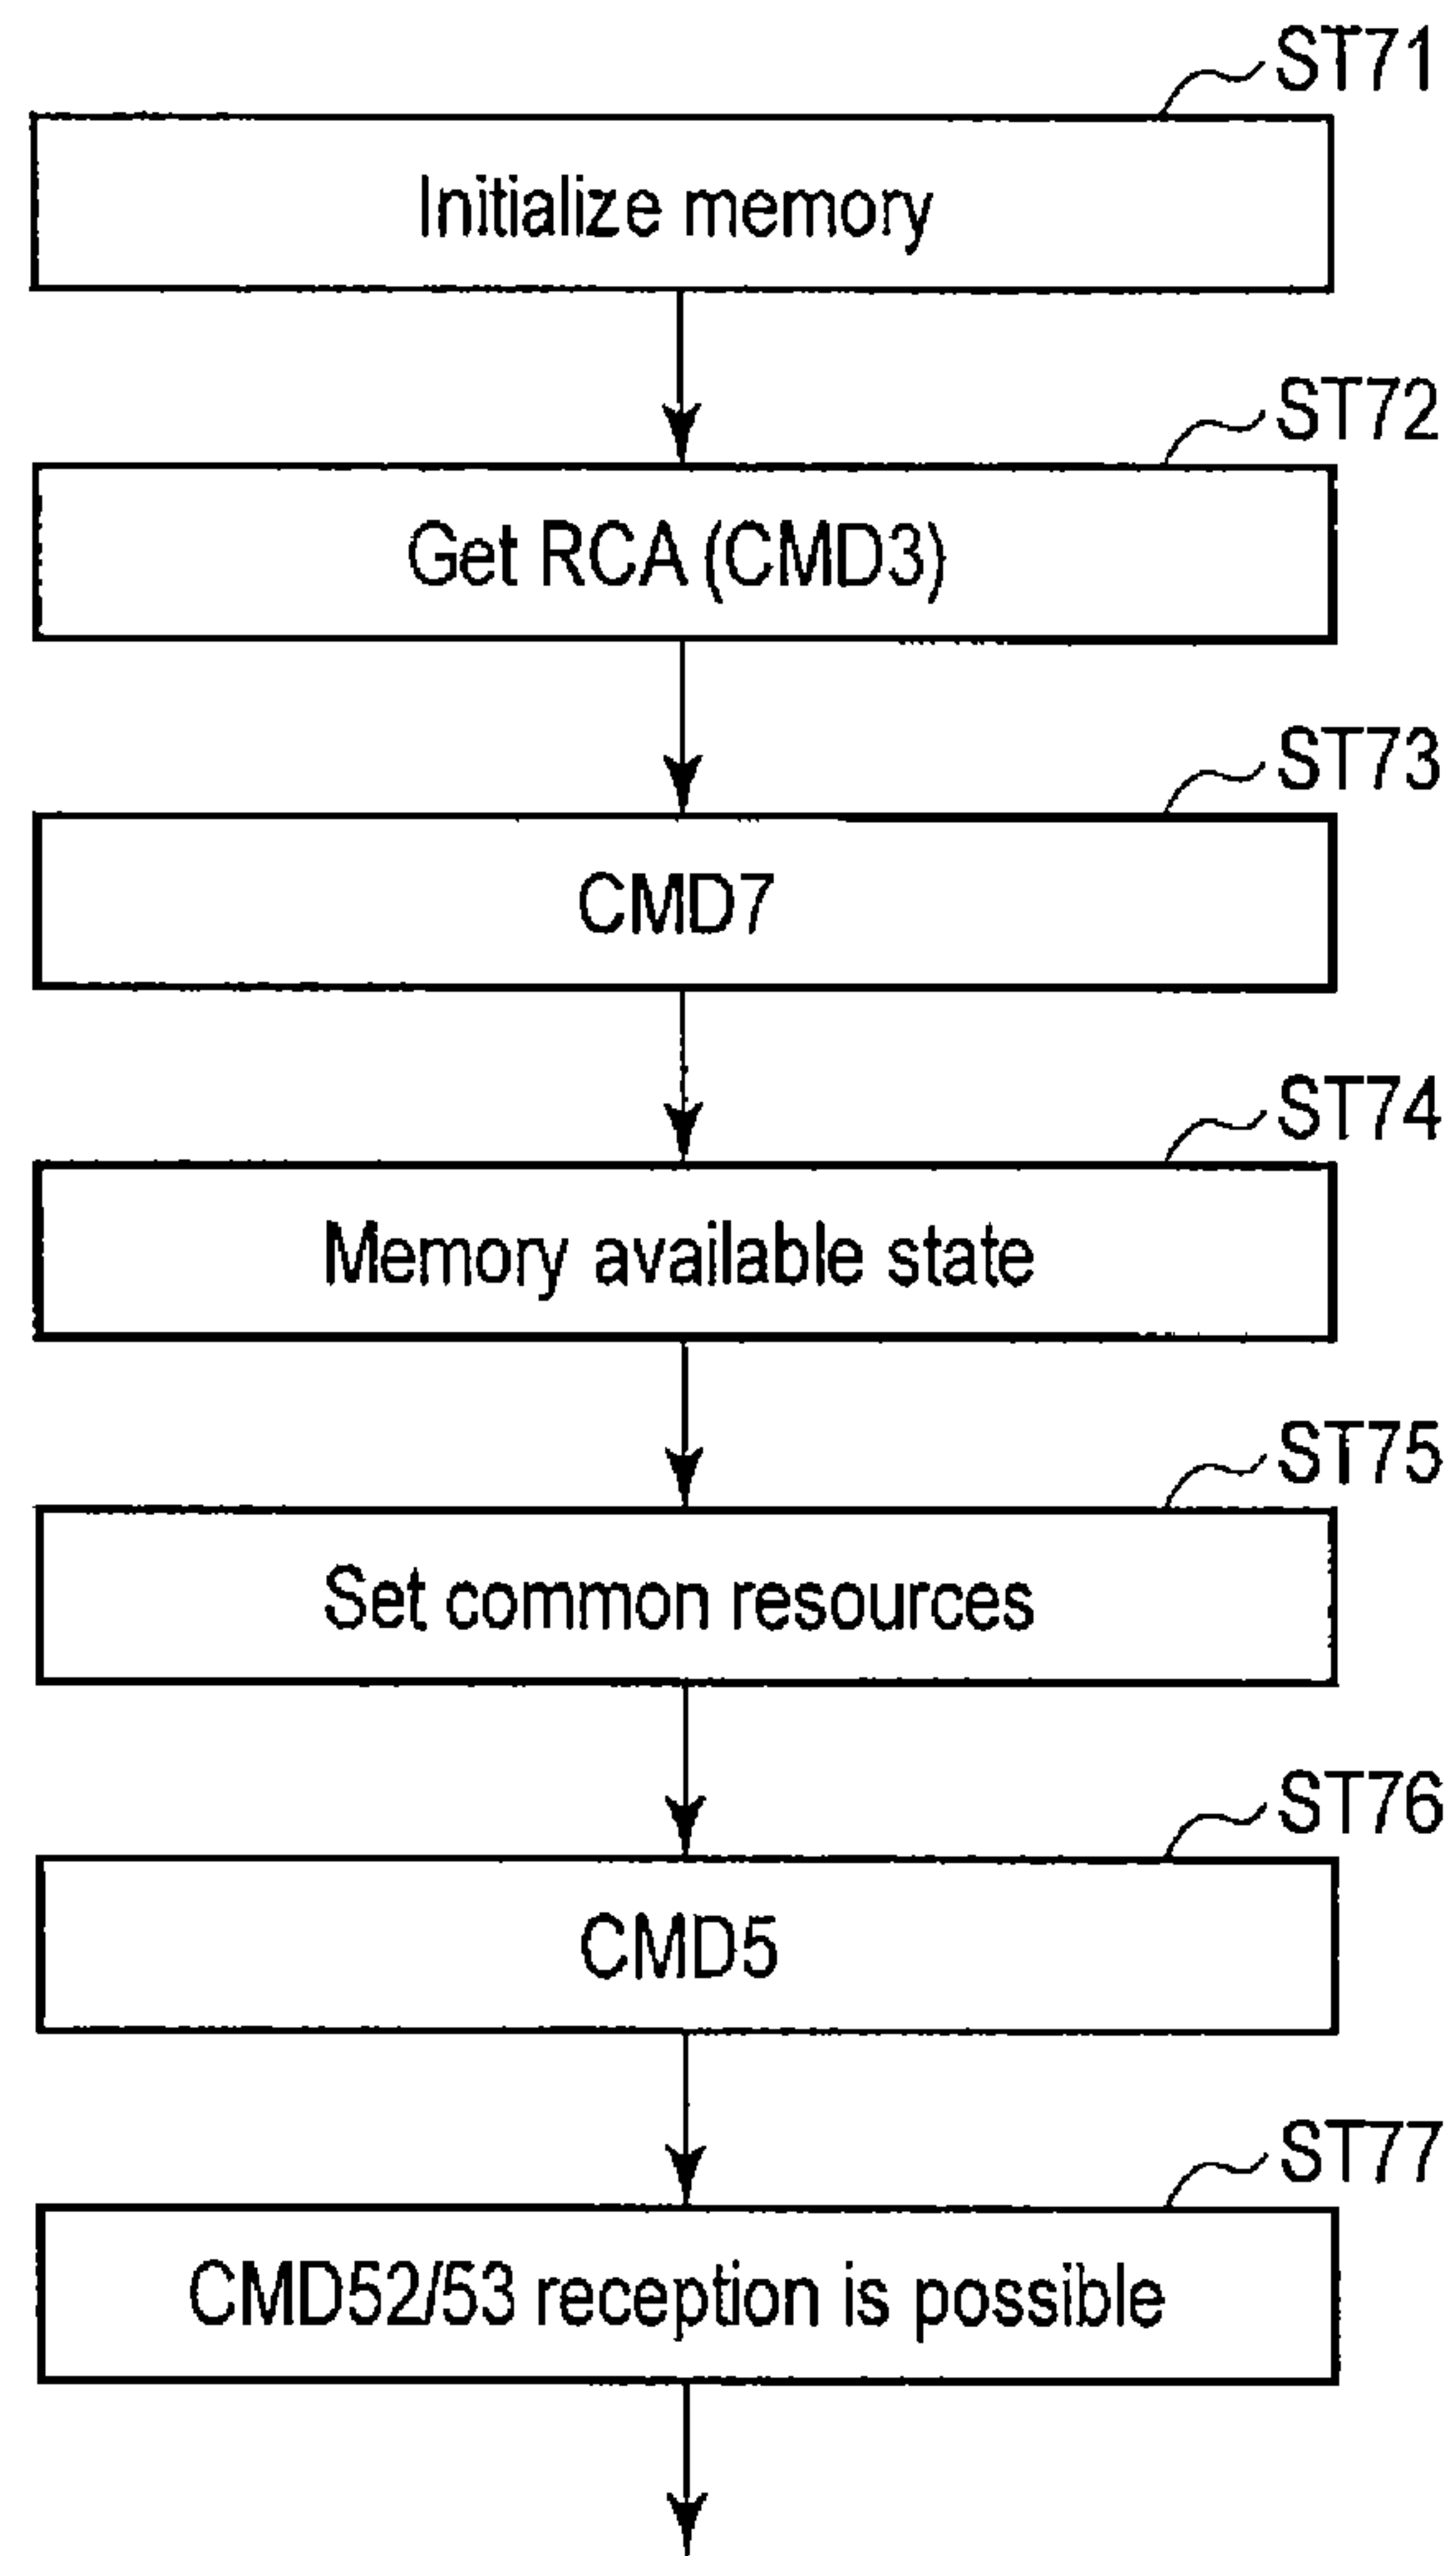 ST71
Initialize memory
ST72
Get RCA (CMD3)
ST73
CMD7
ST74
Memory available state
ST75
Set common resources
ST76
CMD5
ST77
CMD52/53 reception is possible